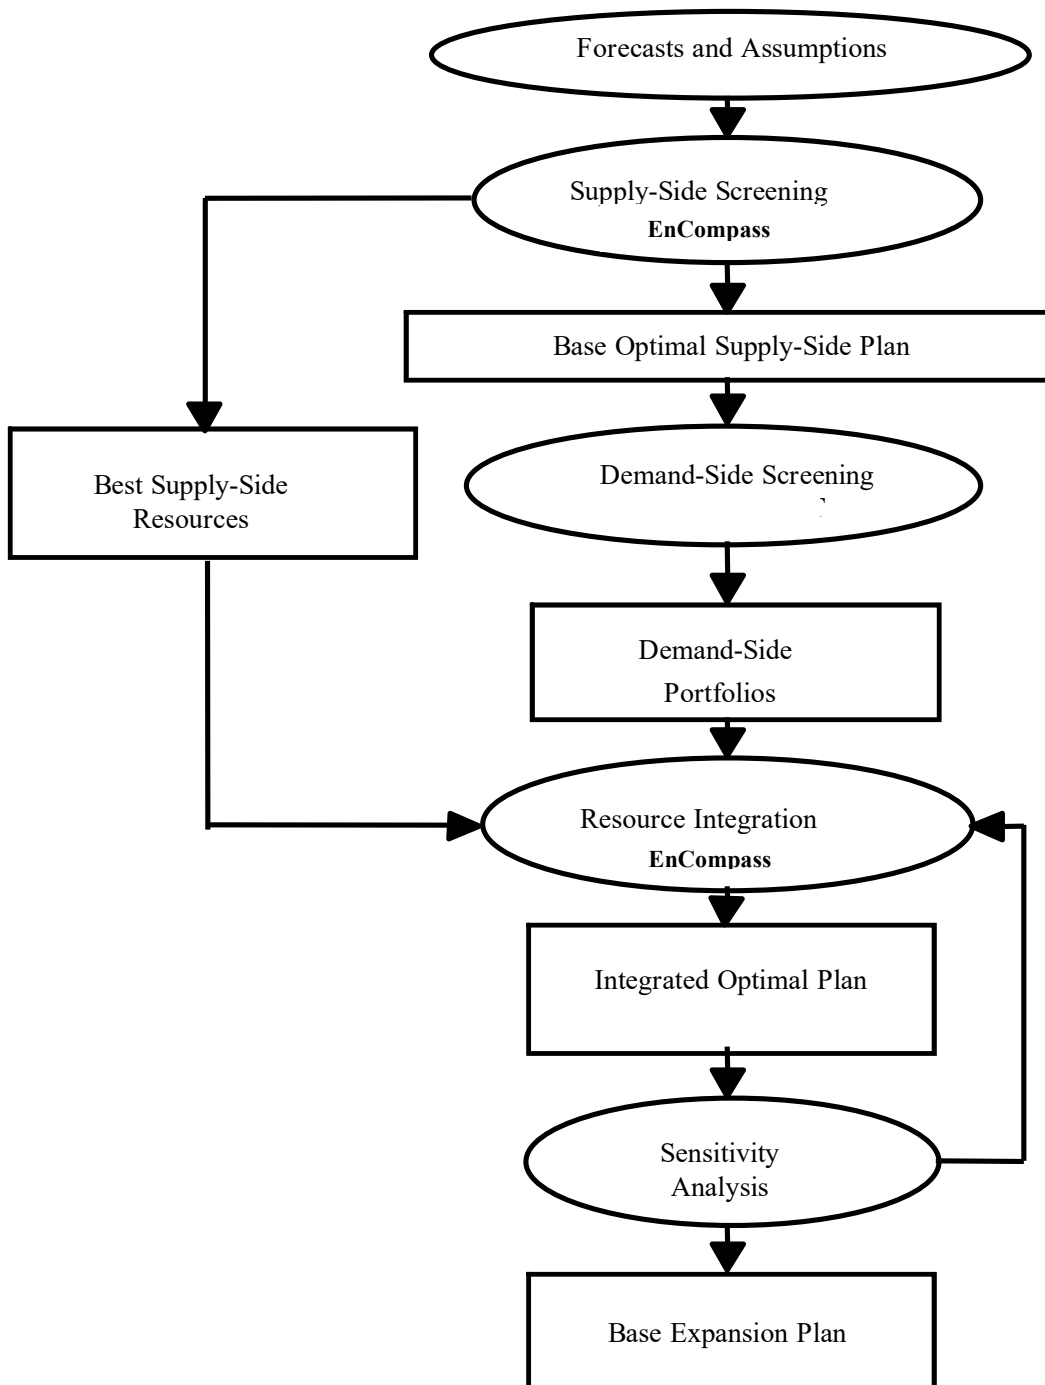 Forecasts and Assumptions
Supply-Side Screening
EnCompass
Base Optimal Supply-Side Plan
Best Supply-Side
Resources
Demand-Side Screening
Demand-Side
Portfolios
Resource Integration
EnCompass
Integrated Optimal Plan
Sensitivity
Analysis
Base Expansion Plan